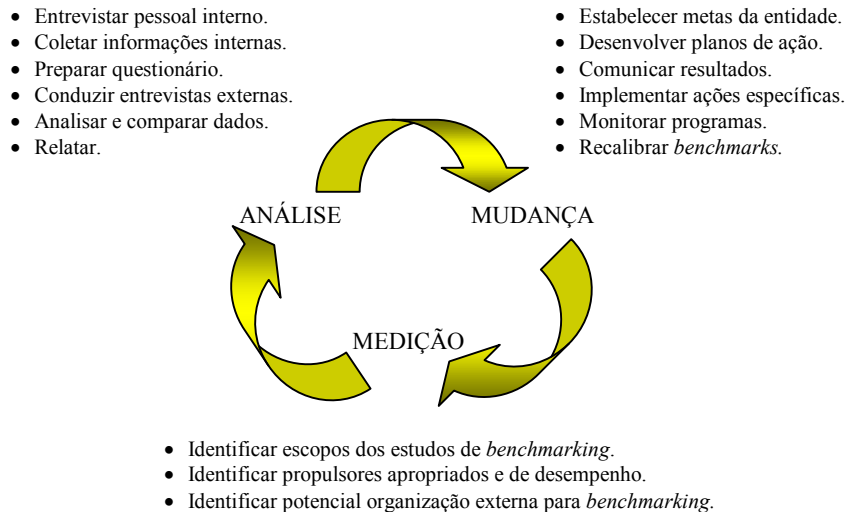 • Entrevistar pessoal interno.
• Coletar informações internas.
• Preparar questionário.
• Conduzir entrevistas externas.
• Analisar e comparar dados.
• Relatar.
• Estabelecer metas da entidade.
• Desenvolver planos de ação.
• Comunicar resultados.
• Implementar ações específicas.
• Monitorar programas.
• Recalibrar benchmarks.
ANÁLISE
MUDANÇA
MEDIÇÃO
• Identificar escopos dos estudos de benchmarking.
• Identificar propulsores apropriados e de desempenho.
• Identificar potencial organização externa para benchmarking.